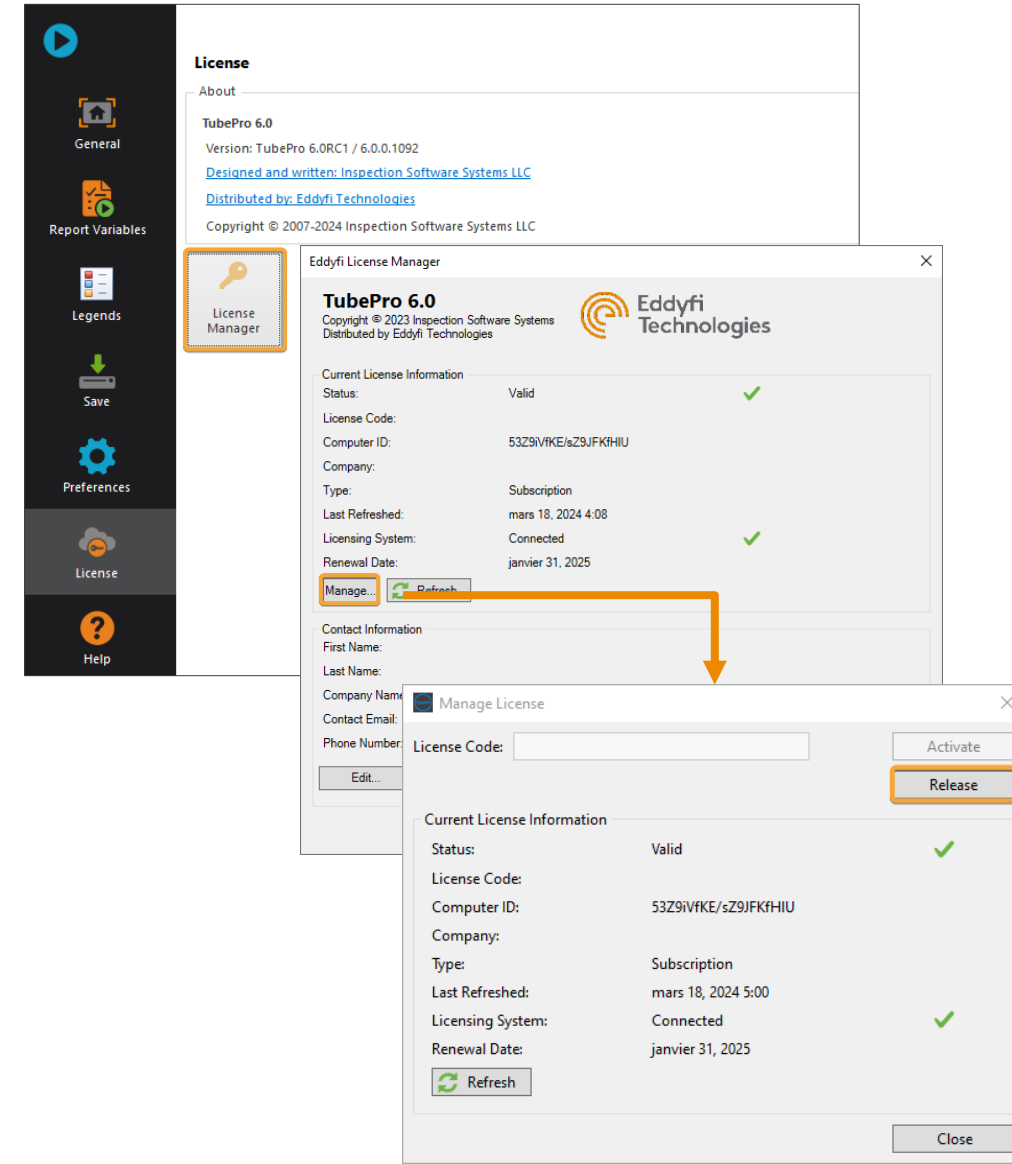 License
About
TubePro 6.0
Version: TubePro 6.0RC1 / 6.0.0.1092
Designed and written: Inspection Software Systems LLC
Distributed by: Eddyfi Technologies
Copyright © 2007-2024 Inspection Software Systems LLC
General
Report Variables
Legends
Save
Preferences
License
Help
License
Manager
Eddyfi License Manager
TubePro 6.0
Copyright © 2023 Inspection Software Systems
Distributed by Eddyfi Technologies
Eddyfi
Technologies
Current License Information
Status: Valid
License Code:
Computer ID: 53Z9iVfKE/sZ9JFKfHIU
Company:
Type: Subscription
Last Refreshed: mars 18, 2024 4:08
Licensing System: Connected
Renewal Date: janvier 31, 2025
Manage... Refresh
Contact Information
First Name:
Last Name:
Company Name
Contact Email:
Phone Number:
Edit...
Manage License
License Code: Activate
Release
Current License Information
Status: Valid
License Code:
Computer ID: 53Z9iVfKE/sZ9JFKfHIU
Company:
Type: Subscription
Last Refreshed: mars 18, 2024 5:00
Licensing System: Connected
Renewal Date: janvier 31, 2025
Refresh
Close